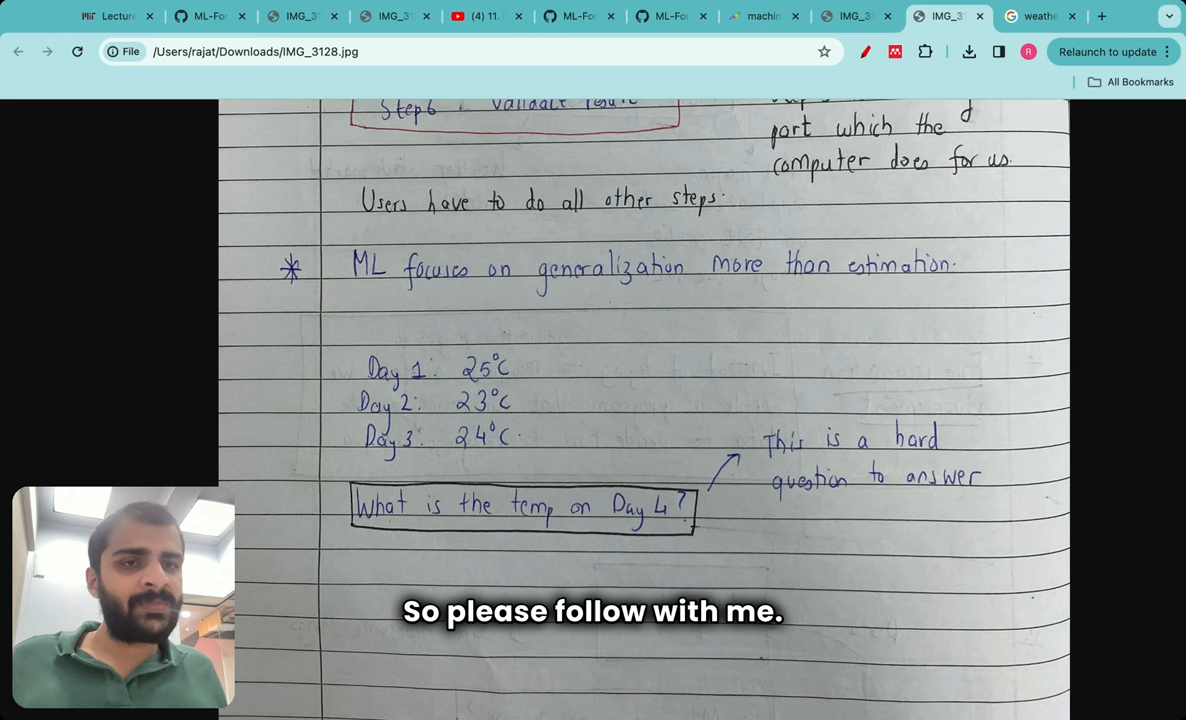 Lecture
ML-For
IMG_3
IMG_3
(4) 11.
ML-For
ML-For
machin
IMG_3
IMG_3
weathe
File /Users/rajat/Downloads/IMG_3128.jpg
R
Relaunch to update
All Bookmarks
Step6 : Validate result
part which the
computer does for us.
Users have to do all other steps.
* ML focuses on generalization more than estimation.
Day 1: 25°C
Day 2: 23°C
Day 3: 24°C.
This is a hard
question to answer
What is the temp on Day 4?
So please follow with me.